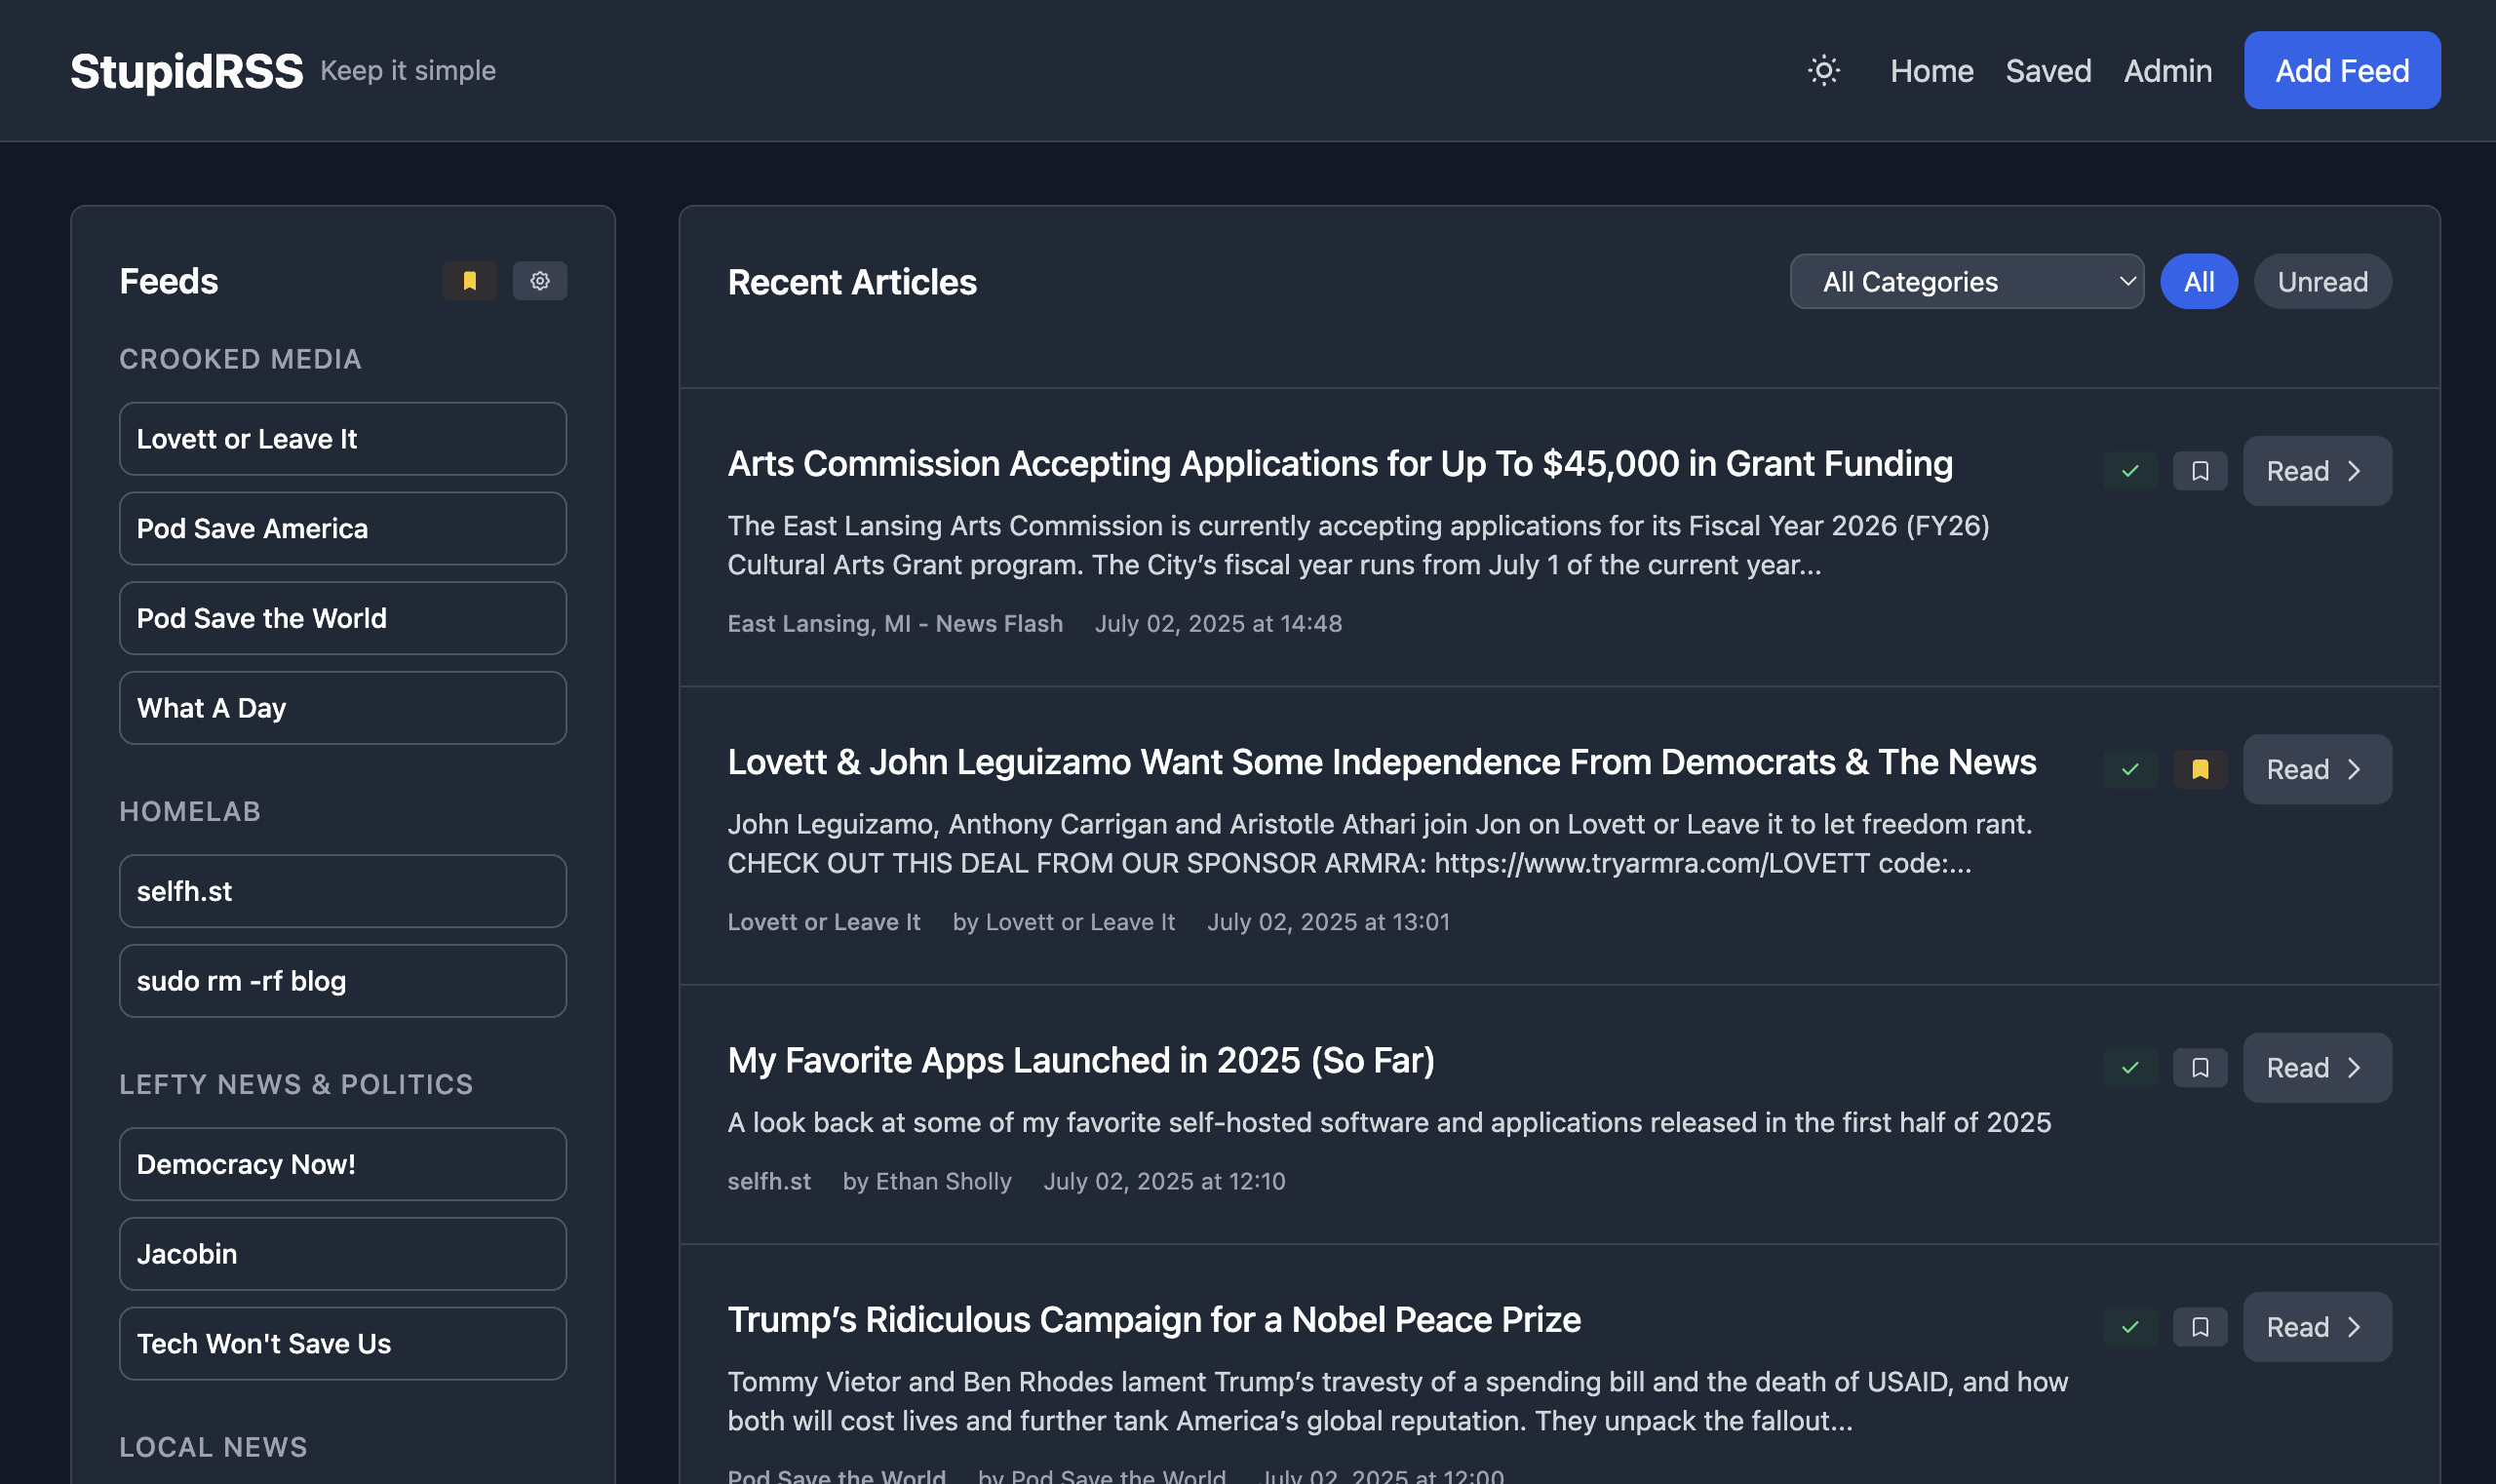 StupidRSS Keep it simple
Home Saved Admin Add Feed
Feeds
CROOKED MEDIA
Lovett or Leave It
Pod Save America
Pod Save the World
What A Day
HOMELAB
selfh.st
sudo rm -rf blog
LEFTY NEWS & POLITICS
Democracy Now!
Jacobin
Tech Won't Save Us
LOCAL NEWS
Recent Articles
All Categories All Unread
Arts Commission Accepting Applications for Up To $45,000 in Grant Funding
Read
The East Lansing Arts Commission is currently accepting applications for its Fiscal Year 2026 (FY26)
Cultural Arts Grant program. The City’s fiscal year runs from July 1 of the current year...
East Lansing, MI - News Flash July 02, 2025 at 14:48
Lovett & John Leguizamo Want Some Independence From Democrats & The News
Read
John Leguizamo, Anthony Carrigan and Aristotle Athari join Jon on Lovett or Leave it to let freedom rant.
CHECK OUT THIS DEAL FROM OUR SPONSOR ARMRA: https://www.tryarmra.com/LOVETT code:...
Lovett or Leave It by Lovett or Leave It July 02, 2025 at 13:01
My Favorite Apps Launched in 2025 (So Far)
Read
A look back at some of my favorite self-hosted software and applications released in the first half of 2025
selfh.st by Ethan Sholly July 02, 2025 at 12:10
Trump’s Ridiculous Campaign for a Nobel Peace Prize
Read
Tommy Vietor and Ben Rhodes lament Trump’s travesty of a spending bill and the death of USAID, and how
both will cost lives and further tank America’s global reputation. They unpack the fallout...
Pod Save the World by Pod Save the World July 02, 2025 at 12:00